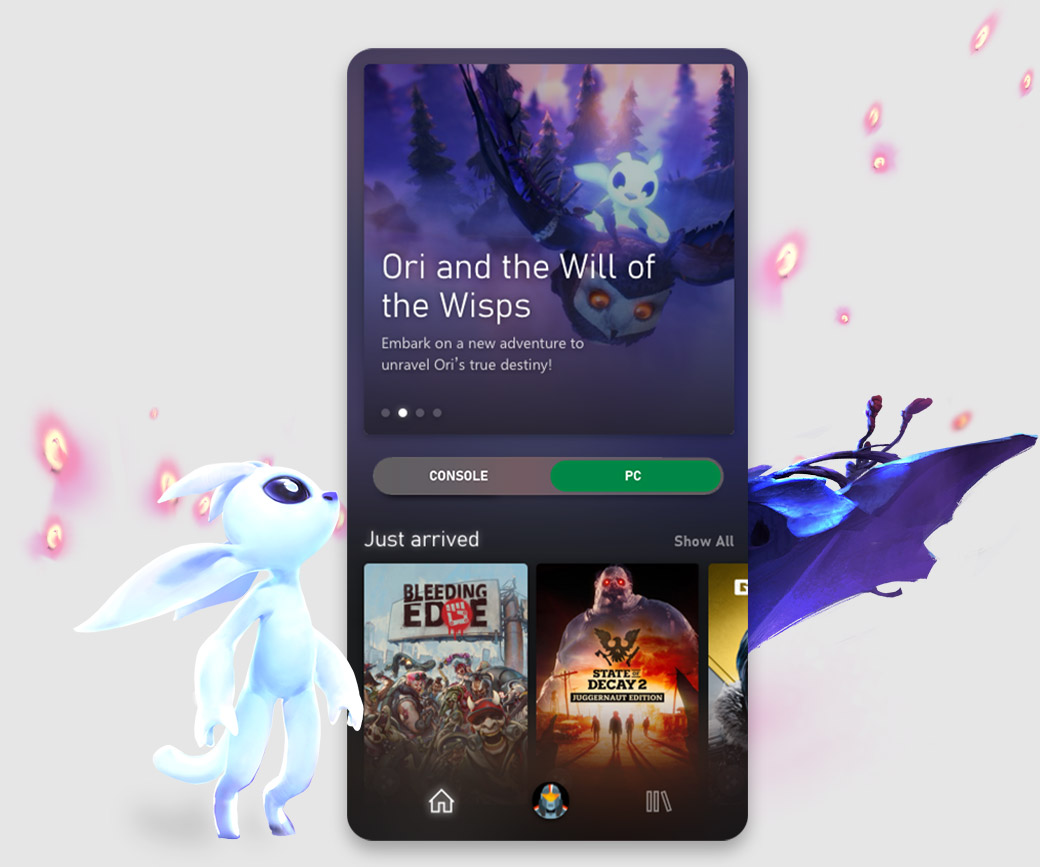 Ori and the Will of
the Wisps
Embark on a new adventure to
unravel Ori's true destiny!
CONSOLE
PC
Just arrived
Show All
BLEEDING
EDGE
STATE OF
DECAY 2
JUGGERNAUT EDITION